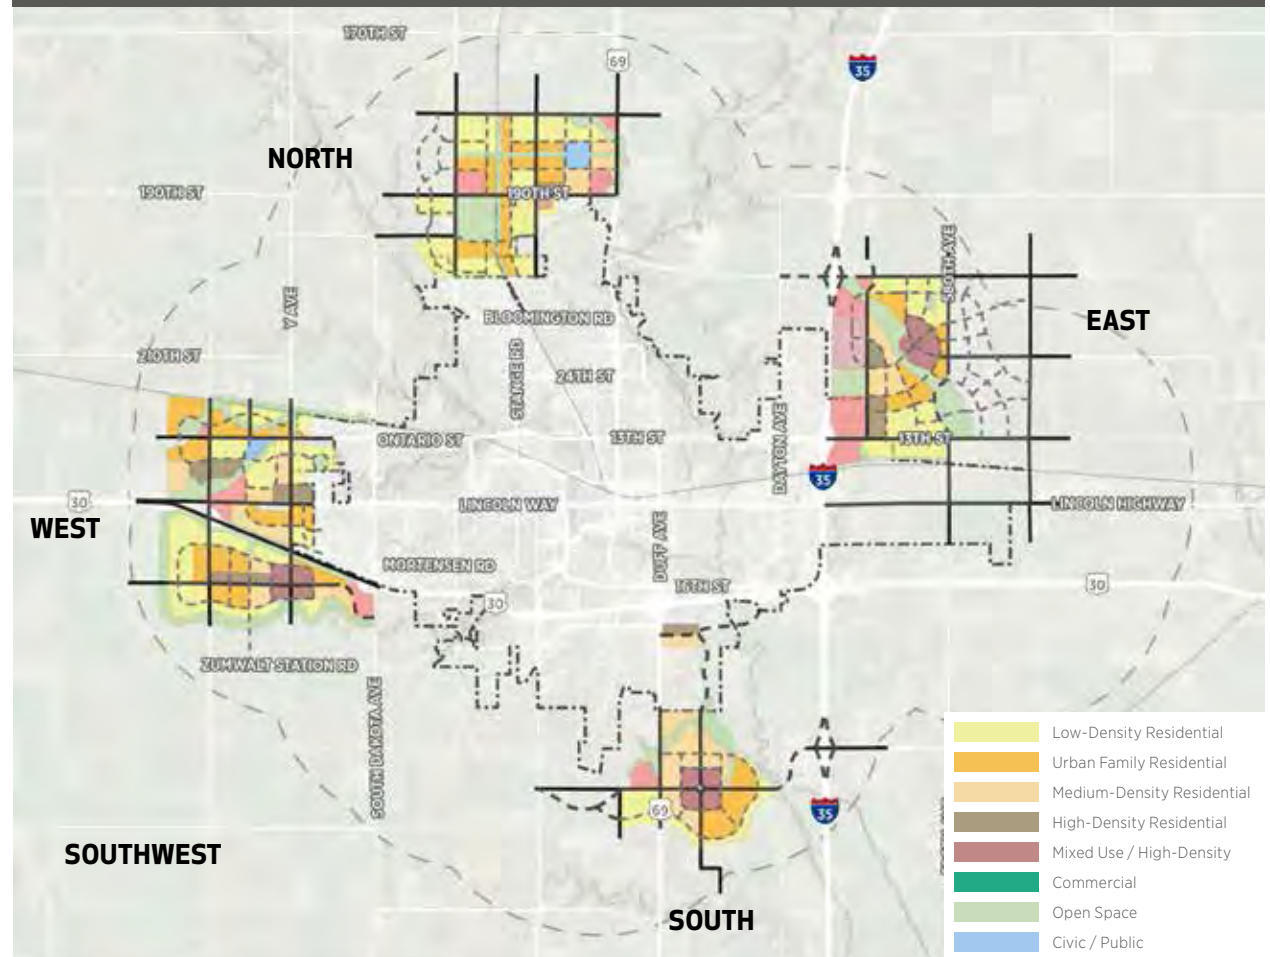 170TH ST
69
35
NORTH
190TH ST
190TH ST
580TH AVE
Y AVE
BLOOMINGTON RD
EAST
210TH ST
STANGE RD
24TH ST
ONTARIO ST
13TH ST
DAYTON AVE
13TH ST
35
30
LINCOLN WAY
LINCOLN HIGHWAY
WEST
DUFF AVE
MORTENSEN RD
16TH ST
30
30
ZUMWALT STATION RD
SOUTH DAKOTA AVE
69
35
SOUTHWEST
SOUTH
Low-Density Residential
Urban Family Residential
Medium-Density Residential
High-Density Residential
Mixed Use / High-Density
Commercial
Open Space
Civic / Public